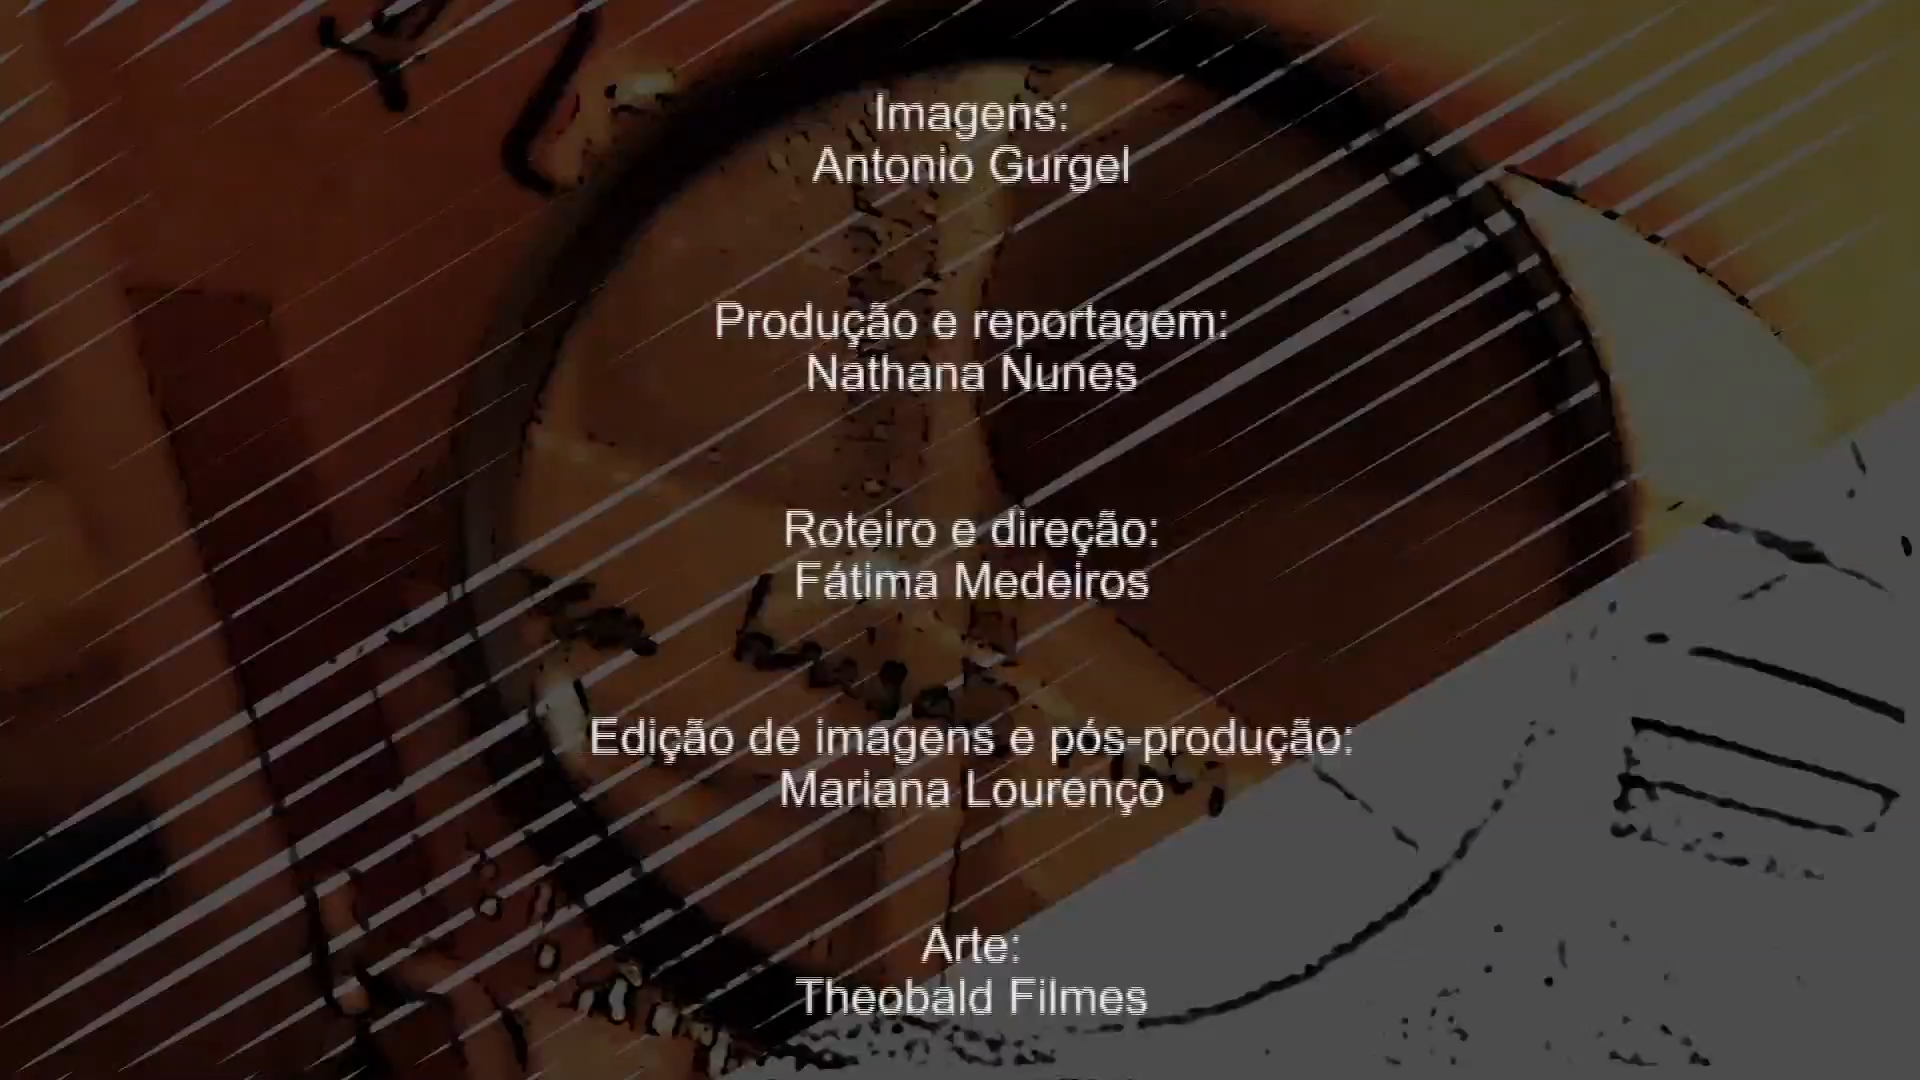 Imagens:
Antonio Gurgel
Produção e reportagem:
Nathana Nunes
Roteiro e direção:
Fátima Medeiros
Edição de imagens e pós-produção:
Mariana Lourenço
Arte:
Theobald Filmes